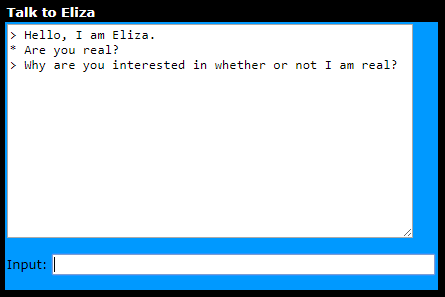 Talk to Eliza
> Hello, I am Eliza.
* Are you real?
> Why are you interested in whether or not I am real?
Input: